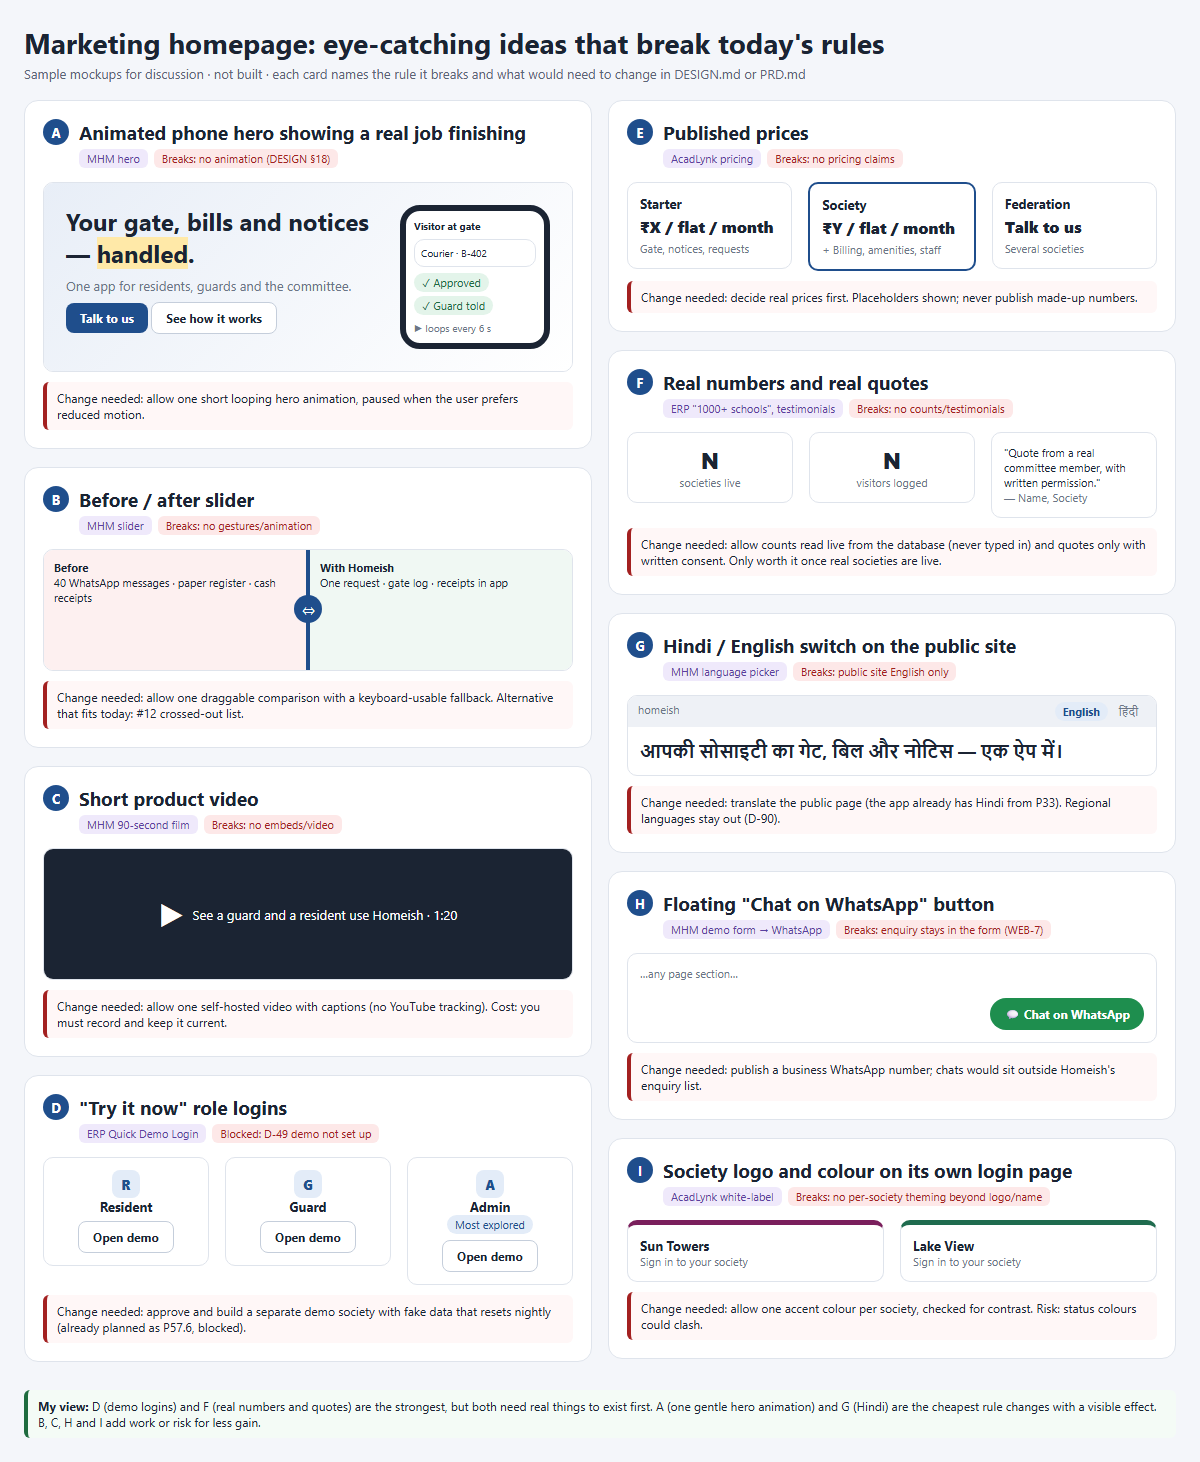 Marketing homepage: eye-catching ideas that break today's rules
Sample mockups for discussion · not built · each card names the rule it breaks and what would need to change in DESIGN.md or PRD.md
A
Animated phone hero showing a real job finishing
MHM hero
Breaks: no animation (DESIGN §18)
Your gate, bills and notices
— handled.
One app for residents, guards and the committee.
Talk to us
See how it works
Visitor at gate
Courier · B-402
✓ Approved
✓ Guard told
▶ loops every 6 s
Change needed: allow one short looping hero animation, paused when the user prefers
reduced motion.
B
Before / after slider
MHM slider
Breaks: no gestures/animation
Before
40 WhatsApp messages · paper register · cash
receipts
With Homeish
One request · gate log · receipts in app
⇔
Change needed: allow one draggable comparison with a keyboard-usable fallback. Alternative
that fits today: #12 crossed-out list.
C
Short product video
MHM 90-second film
Breaks: no embeds/video
▶ See a guard and a resident use Homeish · 1:20
Change needed: allow one self-hosted video with captions (no YouTube tracking). Cost: you
must record and keep it current.
D
"Try it now" role logins
ERP Quick Demo Login
Blocked: D-49 demo not set up
R
Resident
Open demo
G
Guard
Open demo
A
Admin
Most explored
Open demo
Change needed: approve and build a separate demo society with fake data that resets nightly
(already planned as P57.6, blocked).
E
Published prices
AcadLynk pricing
Breaks: no pricing claims
Starter
₹X / flat / month
Gate, notices, requests
Society
₹Y / flat / month
+ Billing, amenities, staff
Federation
Talk to us
Several societies
Change needed: decide real prices first. Placeholders shown; never publish made-up numbers.
F
Real numbers and real quotes
ERP "1000+ schools", testimonials
Breaks: no counts/testimonials
N
societies live
N
visitors logged
"Quote from a real
committee member, with
written permission."
— Name, Society
Change needed: allow counts read live from the database (never typed in) and quotes only with
written consent. Only worth it once real societies are live.
G
Hindi / English switch on the public site
MHM language picker
Breaks: public site English only
homeish
English
हिंदी
आपकी सोसाइटी का गेट, बिल और नोटिस — एक ऐप में।
Change needed: translate the public page (the app already has Hindi from P33). Regional
languages stay out (D-90).
H
Floating "Chat on WhatsApp" button
MHM demo form → WhatsApp
Breaks: enquiry stays in the form (WEB-7)
...any page section...
💬 Chat on WhatsApp
Change needed: publish a business WhatsApp number; chats would sit outside Homeish's
enquiry list.
I
Society logo and colour on its own login page
AcadLynk white-label
Breaks: no per-society theming beyond logo/name
Sun Towers
Sign in to your society
Lake View
Sign in to your society
Change needed: allow one accent colour per society, checked for contrast. Risk: status colours
could clash.
My view: D (demo logins) and F (real numbers and quotes) are the strongest, but both need real things to exist first. A (one gentle hero animation) and G (Hindi) are the cheapest rule changes with a visible effect.
B, C, H and I add work or risk for less gain.